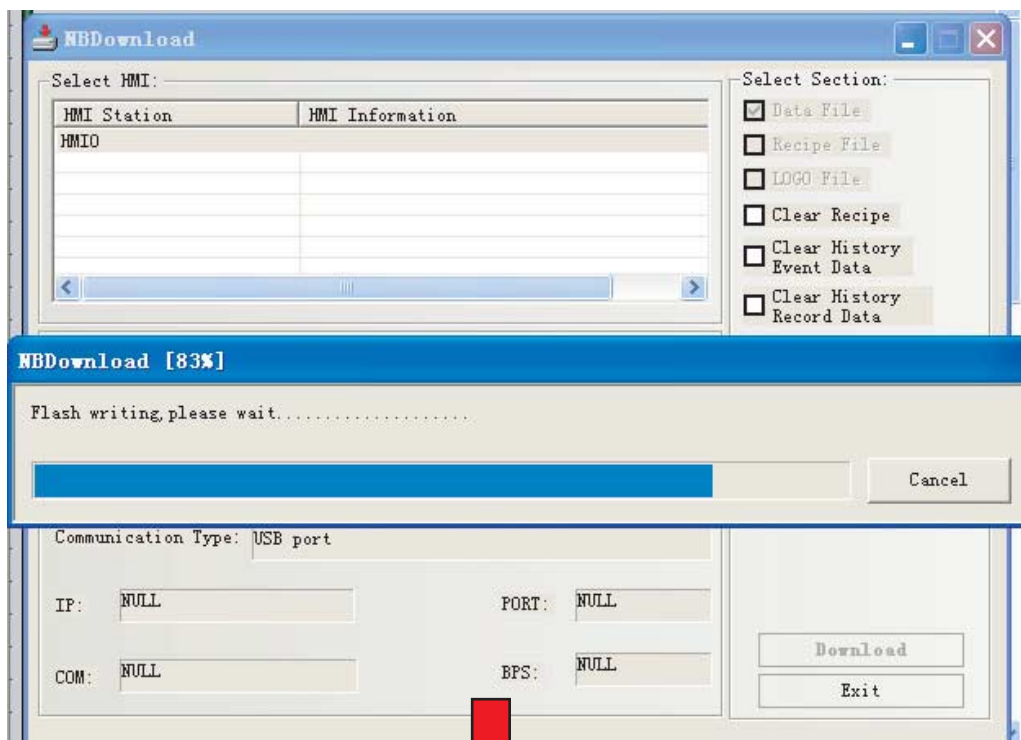 NBDownload
Select HMI:
HMI Station HMI Information
HMI0
Select Section:
Data File
Recipe File
LOGO File
Clear Recipe
Clear History
Event Data
Clear History
Record Data
NBDownload [83%]
Flash writing,please wait....................
Cancel
Communication Type: USB port
IP: NULL PORT: NULL
COM: NULL BPS: NULL
Download
Exit